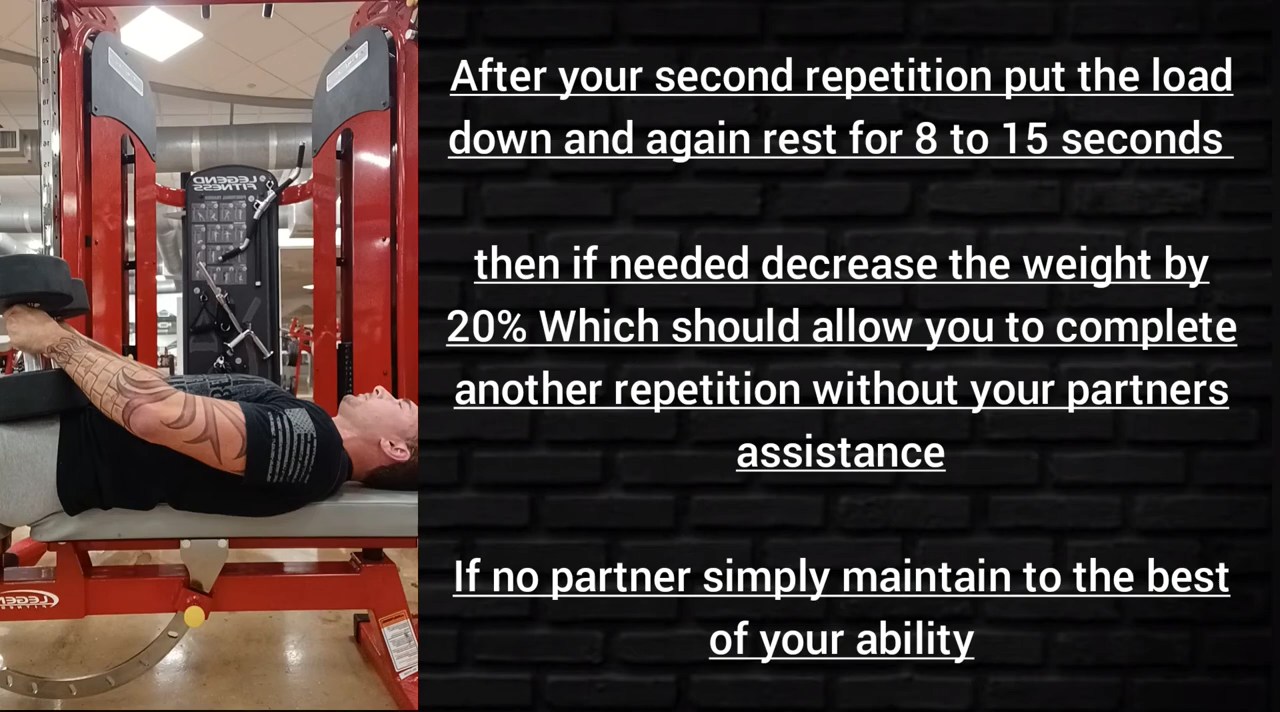 LEGEND
FITNESS
After your second repetition put the load
down and again rest for 8 to 15 seconds
then if needed decrease the weight by
20% Which should allow you to complete
another repetition without your partners
assistance
If no partner simply maintain to the best
of your ability
LEGEND
FITNESS